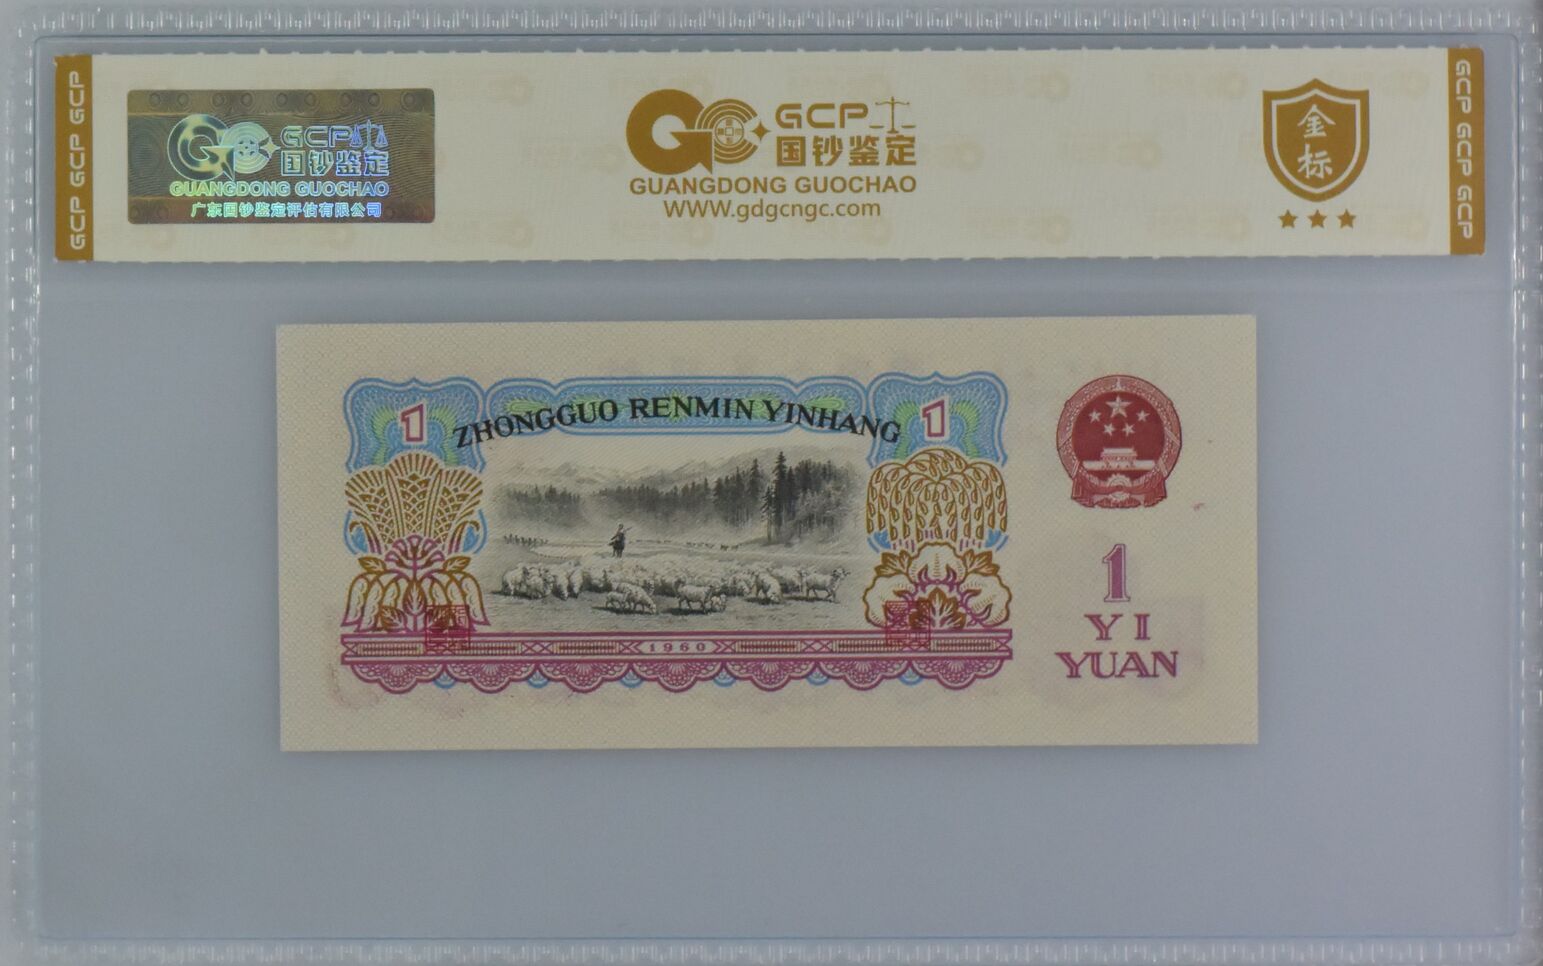 GCP GCP GCP
GCP
国钞鉴定
GUANGDONG GUOCHAO
广东国钞鉴定评估有限公司
GCP
国钞鉴定
GUANGDONG GUOCHAO
www.gdgcngc.com
金
标
GCP GCP GCP
ZHONGGUO RENMIN YINHANG
1
1
1960
1
YI
YUAN